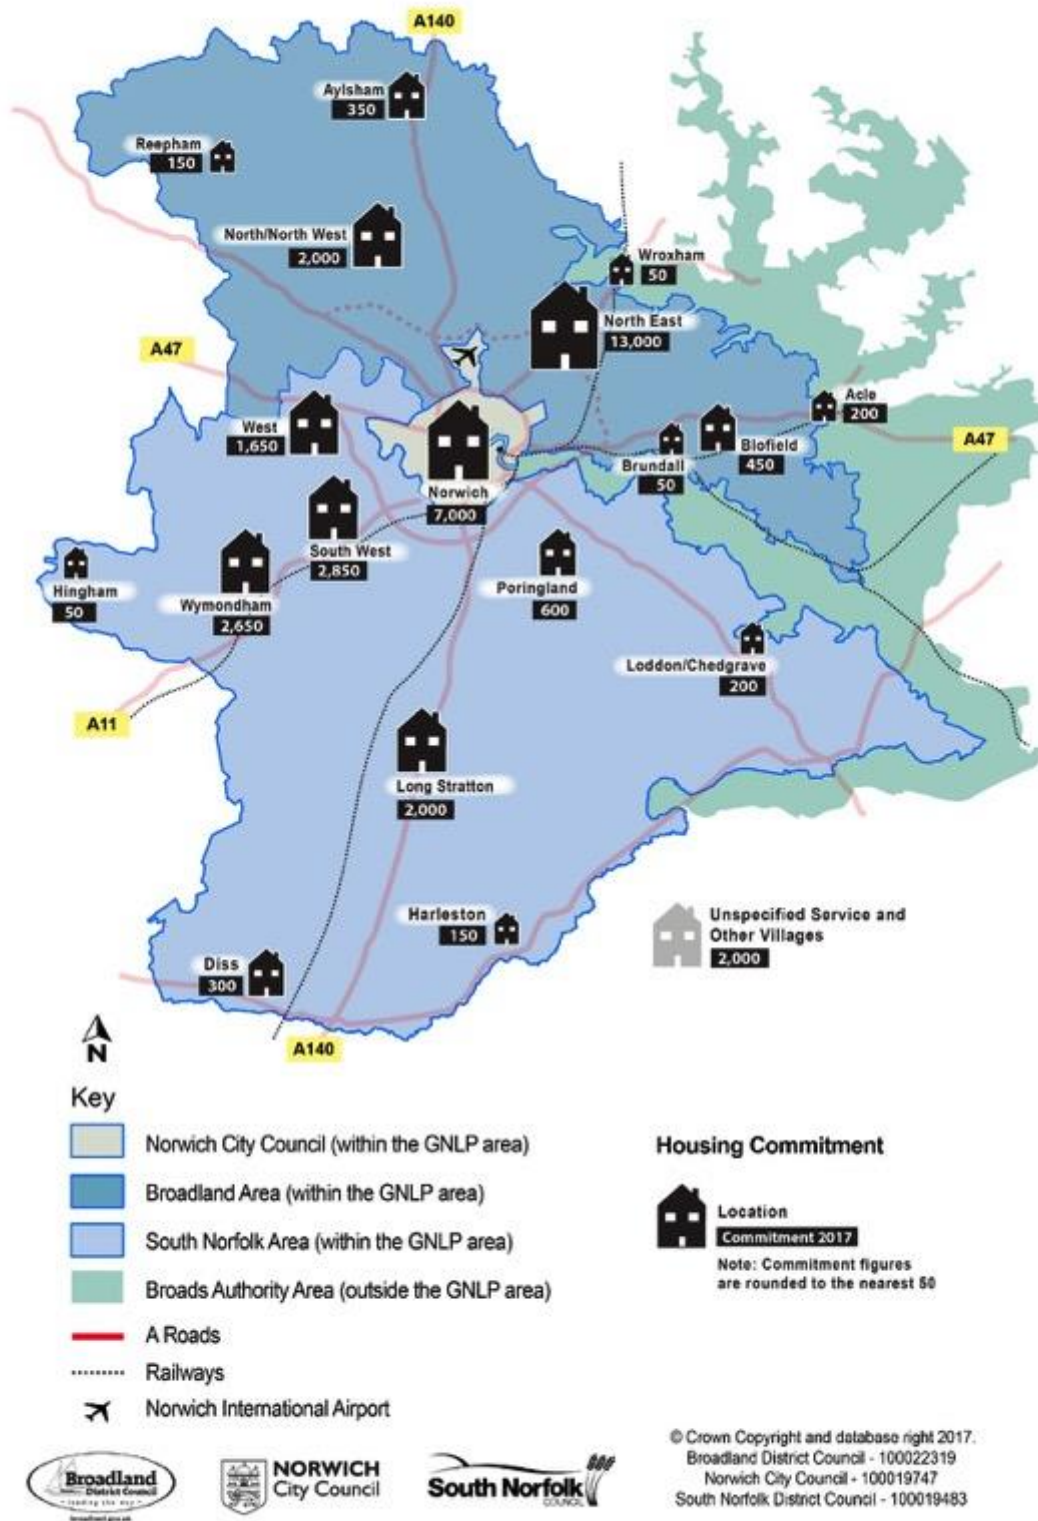 A140
Aylsham
350
Reepham
150
North/North West
2,000
Wroxham
50
North East
13,000
A47
West
1,650
Acle
200
Blofield
450
A47
Brundall
50
Norwich
7,000
South West
2,850
Hingham
50
Wymondham
2,650
Poringland
600
Loddon/Chedgrave
200
A11
Long Stratton
2,000
Harleston
150
Unspecified Service and
Other Villages
2,000
Diss
300
A140
N
Key
Norwich City Council (within the GNLP area)
Broadland Area (within the GNLP area)
South Norfolk Area (within the GNLP area)
Broads Authority Area (outside the GNLP area)
A Roads
Railways
Norwich International Airport
Housing Commitment
Location
Commitment 2017
Note: Commitment figures
are rounded to the nearest 50
Broadland
District Council
leading the way
broadland.gov.uk
NORWICH
City Council
South Norfolk
COUNCIL
© Crown Copyright and database right 2017.
Broadland District Council - 100022319
Norwich City Council - 100019747
South Norfolk District Council - 100019483